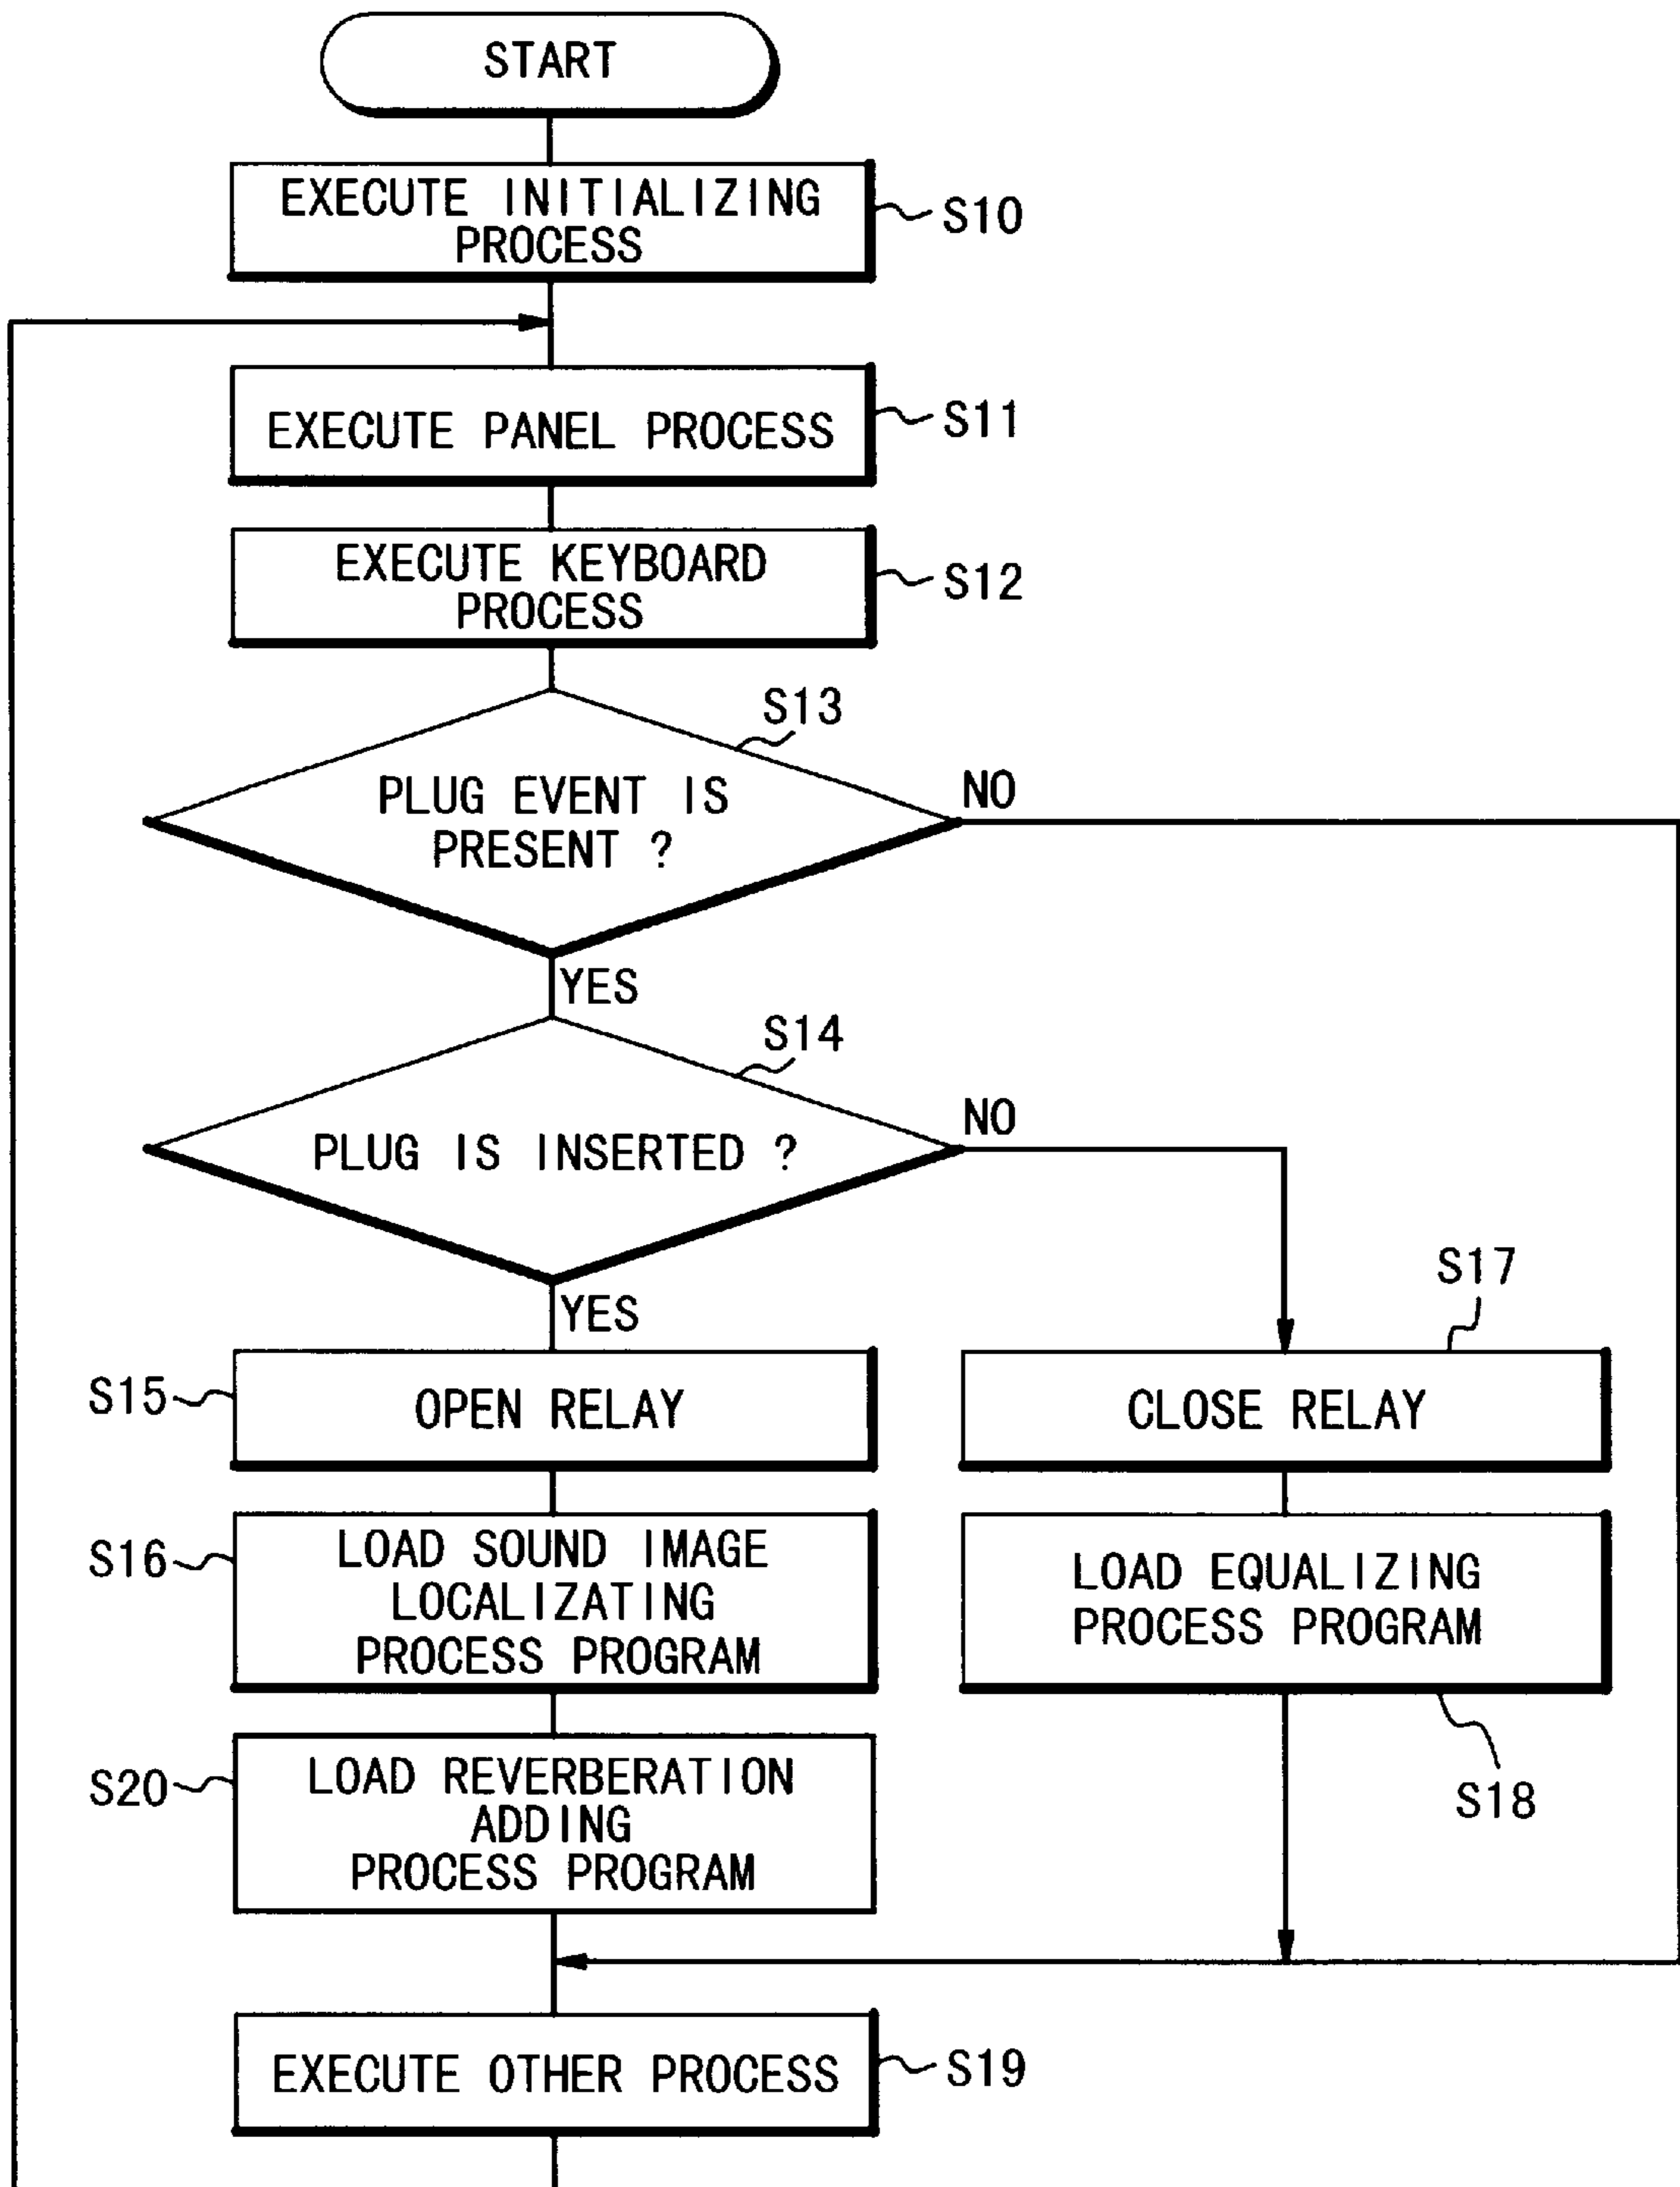 START
EXECUTE INITIALIZING
PROCESS
S10
EXECUTE PANEL PROCESS
S11
EXECUTE KEYBOARD
PROCESS
S12
S13
PLUG EVENT IS
PRESENT ?
NO
YES
S14
PLUG IS INSERTED ?
NO
YES
S15
OPEN RELAY
S17
CLOSE RELAY
S16
LOAD SOUND IMAGE
LOCALIZATING
PROCESS PROGRAM
LOAD EQUALIZING
PROCESS PROGRAM
S18
S20
LOAD REVERBERATION
ADDING
PROCESS PROGRAM
EXECUTE OTHER PROCESS
S19